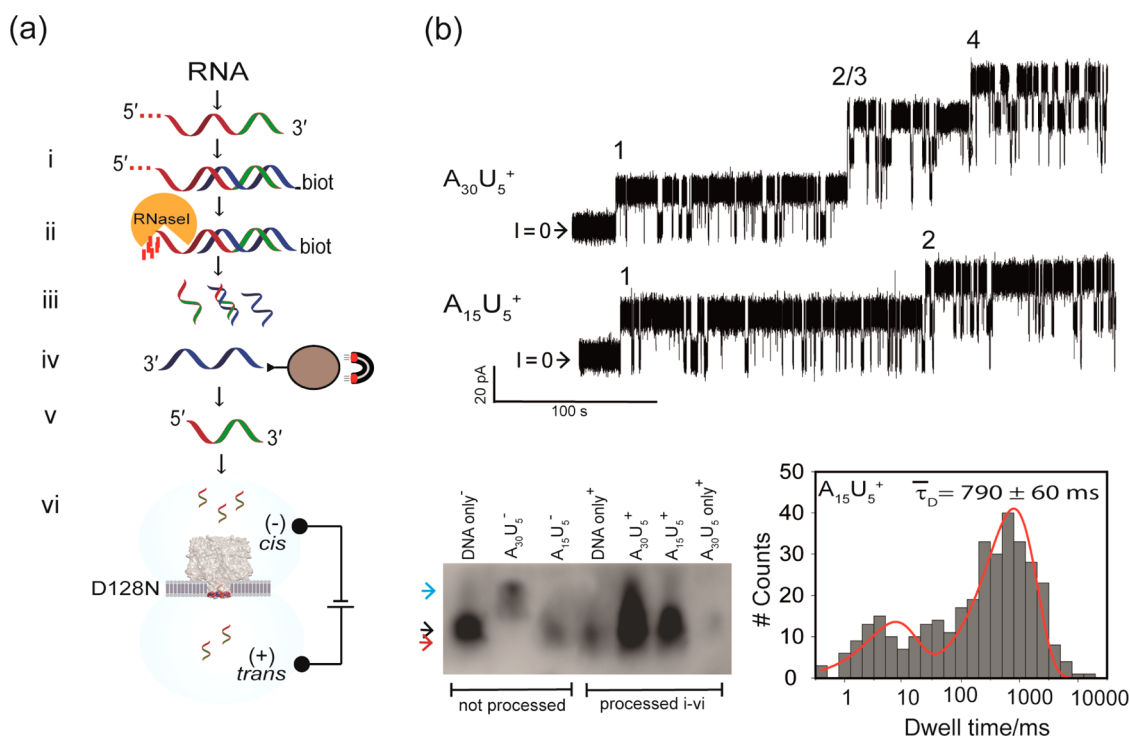 (a)
RNA
5′ 3′
i
5′ biot
RNaseI
ii
biot
iii
iv
3′
v
5′ 3′
vi
(-)
cis
D128N
(+)
trans
(b)
4
2/3
1
A30U5+
I = 0
2
1
A15U5+
I = 0
20 pA
100 s
DNA only-
A30U5-
A15U5-
DNA only+
A30U5+
A15U5+
A30U5 only+
not processed
processed i-vi
50
40
30
20
10
0
A15U5+ τ̅D = 790 ± 60 ms
# Counts
1 10 100 1000 10000
Dwell time/ms